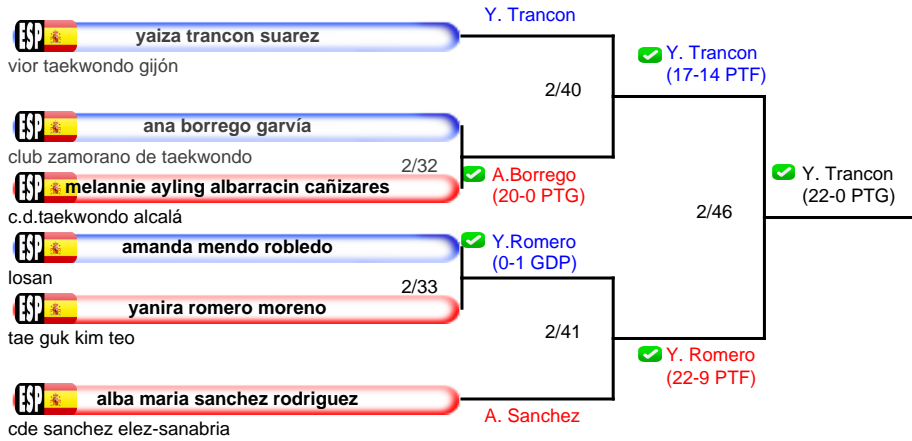 Y. Trancon
ESP yaiza trancon suarez
vior taekwondo gijón
Y. Trancon
(17-14 PTF)
2/40
ESP ana borrego garvía
club zamorano de taekwondo
2/32
A.Borrego
(20-0 PTG)
ESP melannie ayling albarracin cañizares
c.d.taekwondo alcalá
Y. Trancon
(22-0 PTG)
2/46
ESP amanda mendo robledo
losan
Y.Romero
(0-1 GDP)
2/33
ESP yanira romero moreno
tae guk kim teo
2/41
Y. Romero
(22-9 PTF)
ESP alba maria sanchez rodriguez
cde sanchez elez-sanabria
A. Sanchez